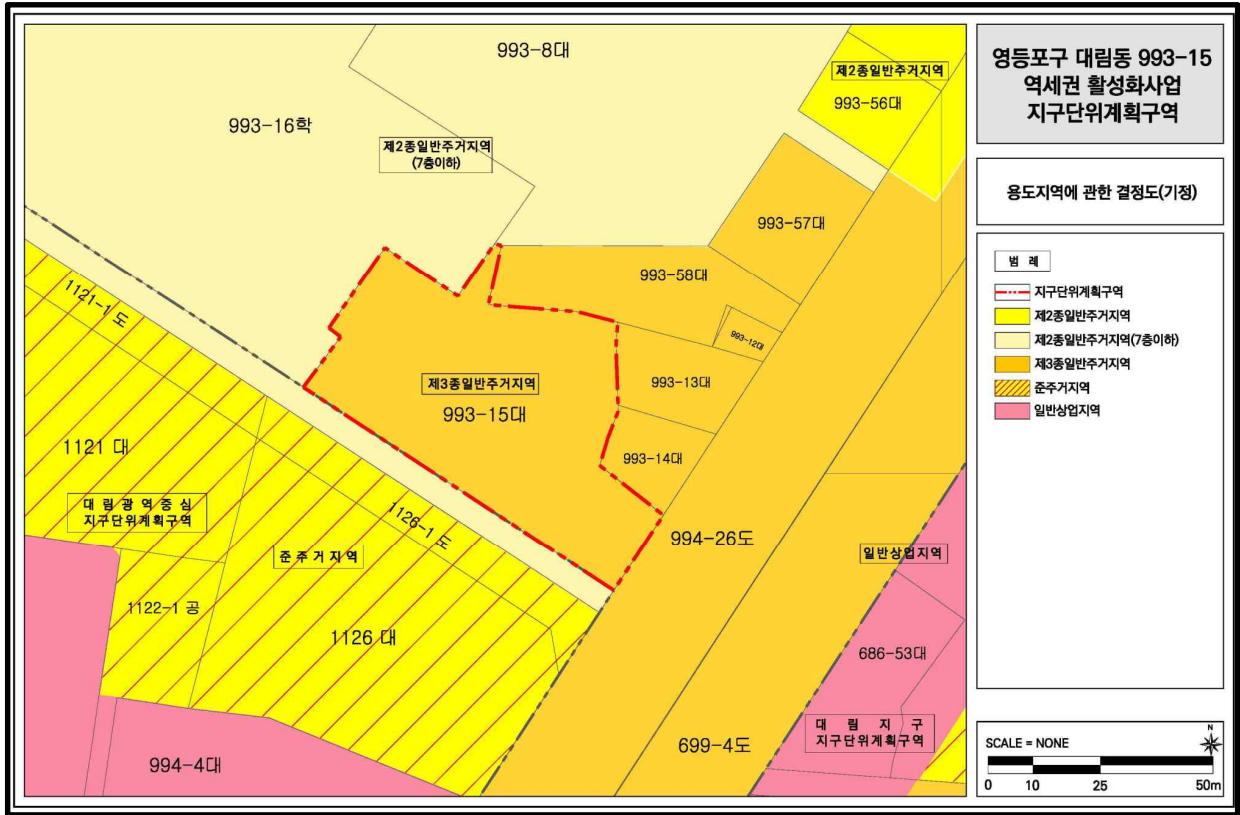 영등포구 대림동 993-15
역세권 활성화사업
지구단위계획구역
용도지역에 관한 결정도(기정)
범 례
지구단위계획구역
제2종일반주거지역
제2종일반주거지역(7층이하)
제3종일반주거지역
준주거지역
일반상업지역
SCALE = NONE
N
0 10 25 50m
993-8대
제2종일반주거지역
993-56대
993-16학
제2종일반주거지역
(7층이하)
993-57대
993-58대
1121-1 도
993-12대
993-13대
제3종일반주거지역
993-15대
1121 대
993-14대
대 림 광 역 중 심
지구단위계획구역
1126-1 도
994-26도
준 주 거 지 역
일반상업지역
1122-1 공
1126 대
686-53대
대 림 지 구
지구단위계획구역
699-4도
994-4대